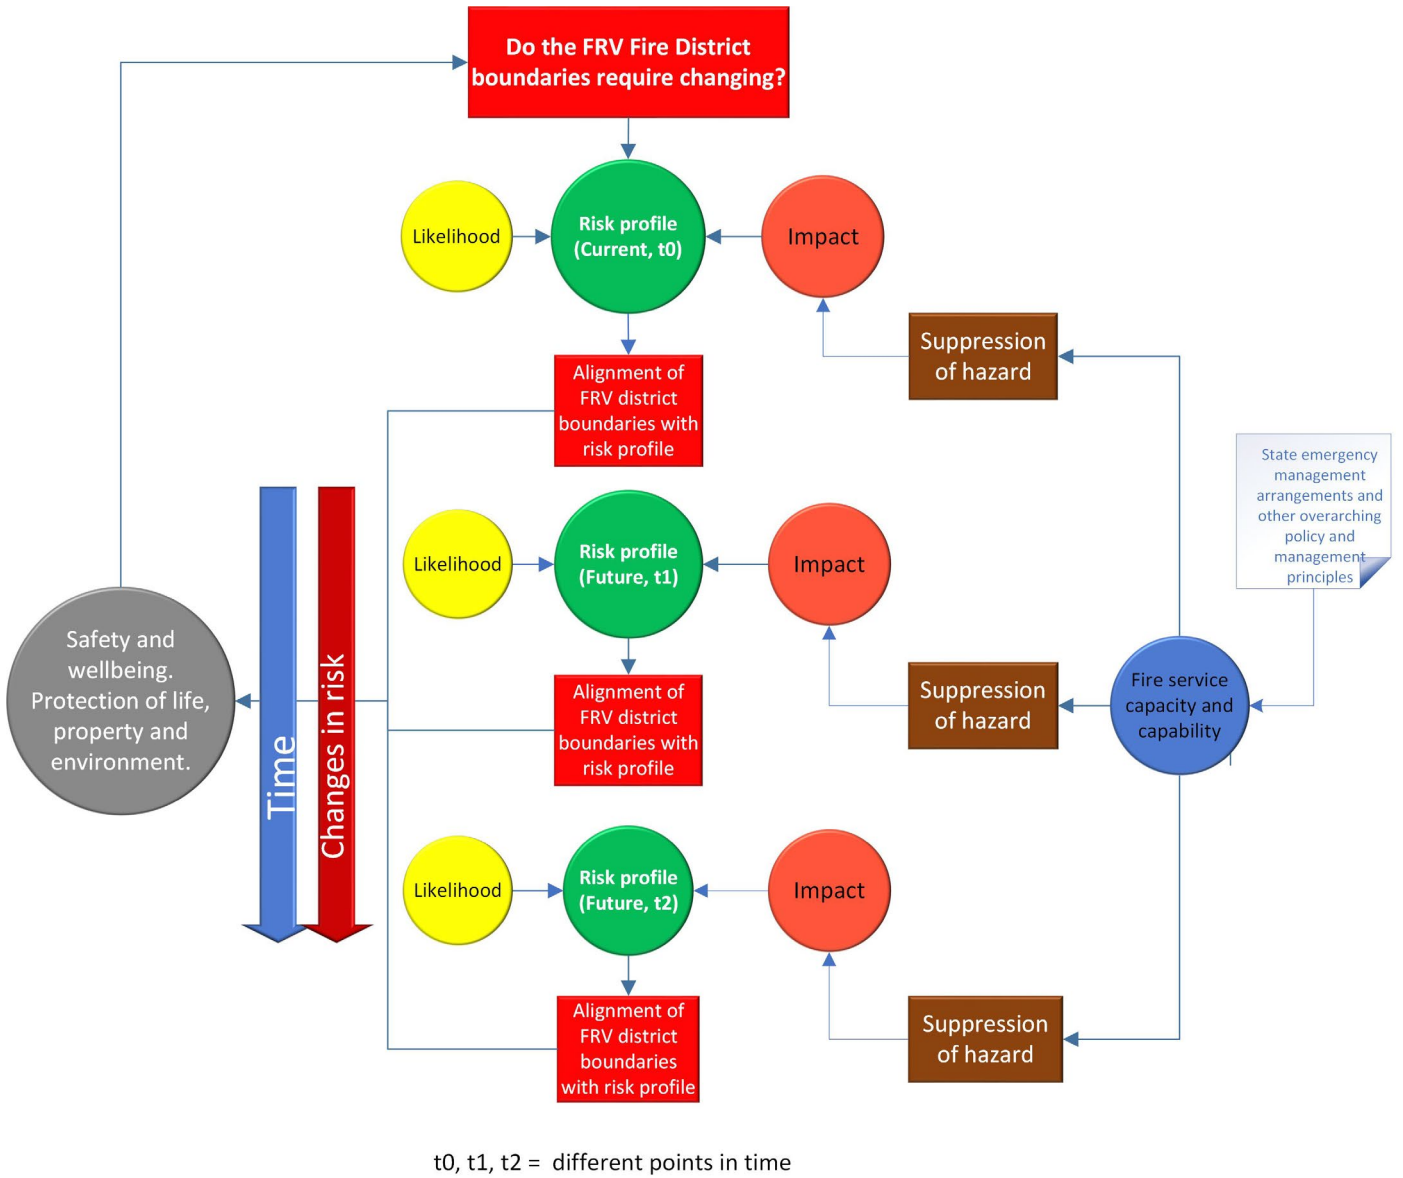 Do the FRV Fire District
boundaries require changing?
Likelihood
Risk profile
(Current, t0)
Impact
Suppression
of hazard
Alignment of
FRV district
boundaries with
risk profile
State emergency
management
arrangements and
other overarching
policy and
management
principles
Likelihood
Risk profile
(Future, t1)
Impact
Safety and
wellbeing.
Protection of life,
property and
environment.
Time
Changes in risk
Alignment of
FRV district
boundaries with
risk profile
Suppression
of hazard
Fire service
capacity and
capability
Likelihood
Risk profile
(Future, t2)
Impact
Alignment of
FRV district
boundaries
with risk profile
Suppression
of hazard
t0, t1, t2 = different points in time